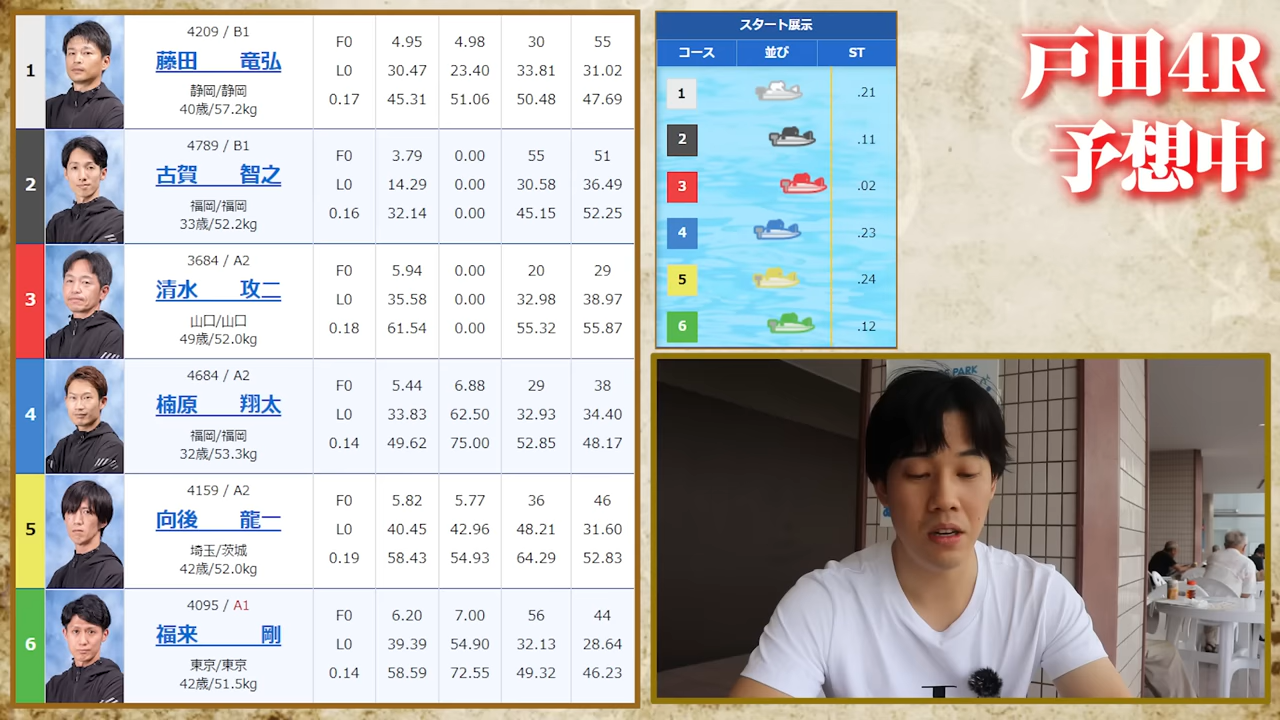 1
4209 / B1
藤田 竜弘
静岡/静岡
40歳/57.2kg
F0 4.95 4.98 30 55
L0 30.47 23.40 33.81 31.02
0.17 45.31 51.06 50.48 47.69
2
4789 / B1
古賀 智之
福岡/福岡
33歳/52.2kg
F0 3.79 0.00 55 51
L0 14.29 0.00 30.58 36.49
0.16 32.14 0.00 45.15 52.25
3
3684 / A2
清水 攻二
山口/山口
49歳/52.0kg
F0 5.94 0.00 20 29
L0 35.58 0.00 32.98 38.97
0.18 61.54 0.00 55.32 55.87
4
4684 / A2
楠原 翔太
福岡/福岡
32歳/53.3kg
F0 5.44 6.88 29 38
L0 33.83 62.50 32.93 34.40
0.14 49.62 75.00 52.85 48.17
5
4159 / A2
向後 龍一
埼玉/茨城
42歳/52.0kg
F0 5.82 5.77 36 46
L0 40.45 42.96 48.21 31.60
0.19 58.43 54.93 64.29 52.83
6
4095 / A1
福来 剛
東京/東京
42歳/51.5kg
F0 6.20 7.00 56 44
L0 39.39 54.90 32.13 28.64
0.14 58.59 72.55 49.32 46.23
スタート展示
コース 並び ST
1 .21
2 .11
3 .02
4 .23
5 .24
6 .12
戸田4R
予想中
PARK